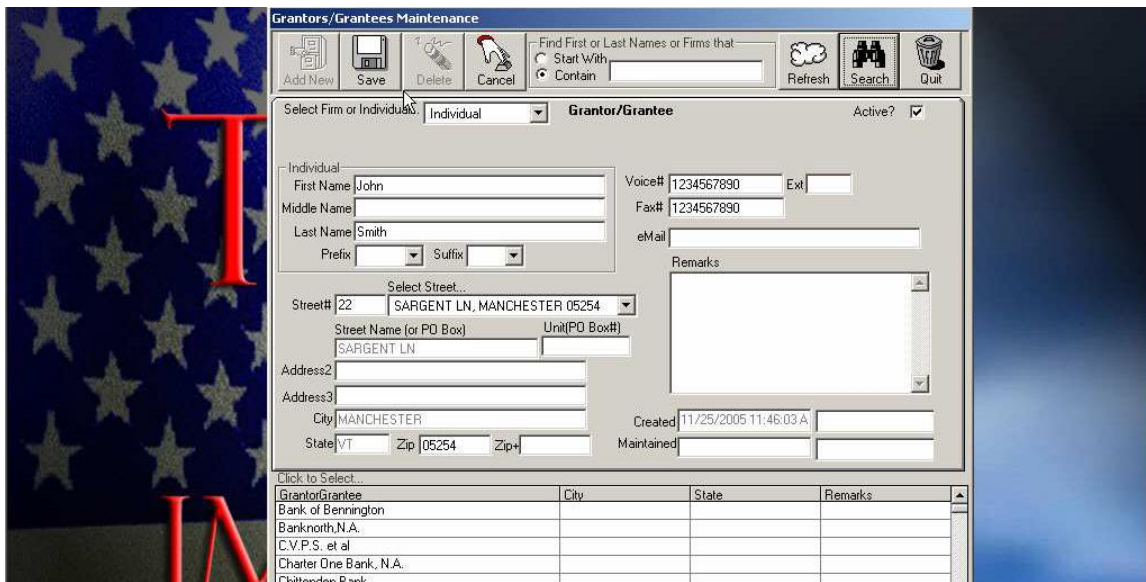 Grantors/Grantees Maintenance
Find First or Last Names or Firms that
Start With
Contain
Add New Save Delete Cancel Refresh Search Quit
Select Firm or Individual: Individual Grantor/Grantee Active?
Individual
First Name John Voice# 1234567890 Ext
Middle Name Fax# 1234567890
Last Name Smith eMail
Prefix Suffix Remarks
Select Street...
Street# 22 SARGENT LN, MANCHESTER 05254
Street Name (or PO Box) Unit(PO Box#)
SARGENT LN
Address2
Address3
City MANCHESTER Created 11/25/2005 11:46:03 A
State VT Zip 05254 Zip+ Maintained
Click to Select...
GrantorGrantee City State Remarks
Bank of Bennington
Banknorth,N.A.
C.V.P.S. et al
Charter One Bank, N.A.
Chittenden Bank
T
IM